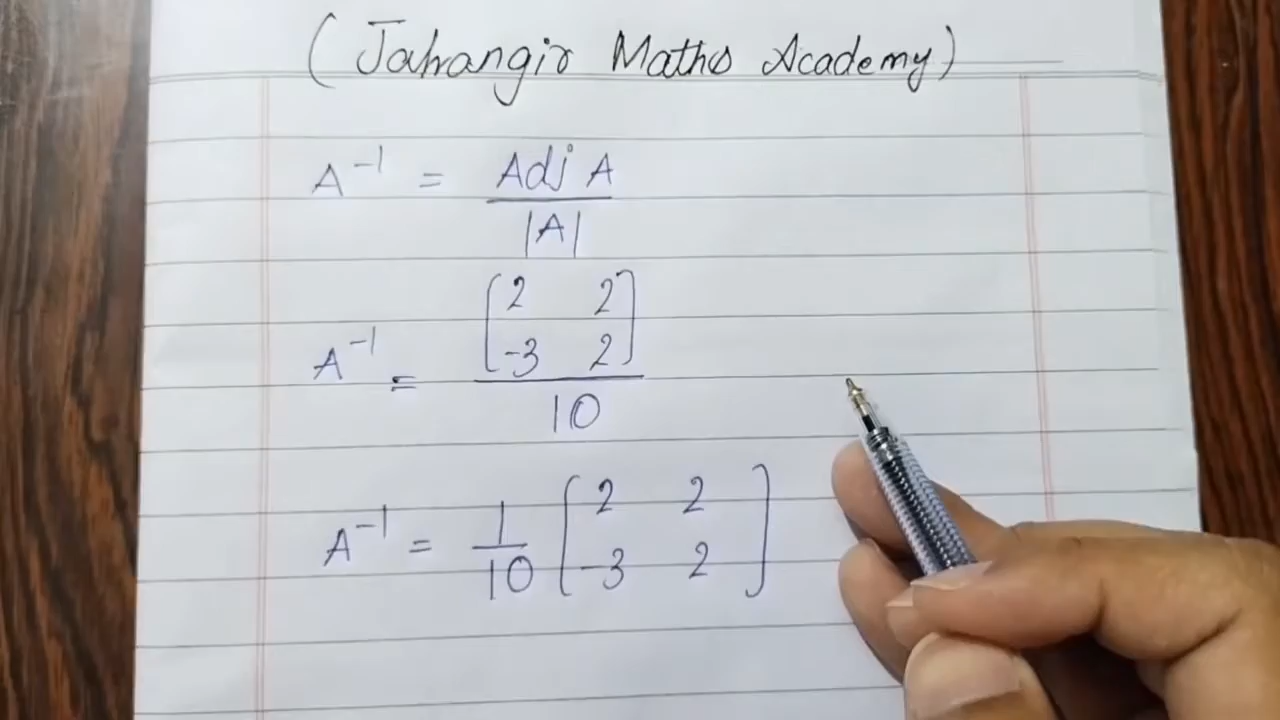 (Jahangir Maths Academy)
A⁻¹ = Adj A
|A|
A⁻¹ = [2 2
-3 2]
10
A⁻¹ = 1/10 [2 2
-3 2]